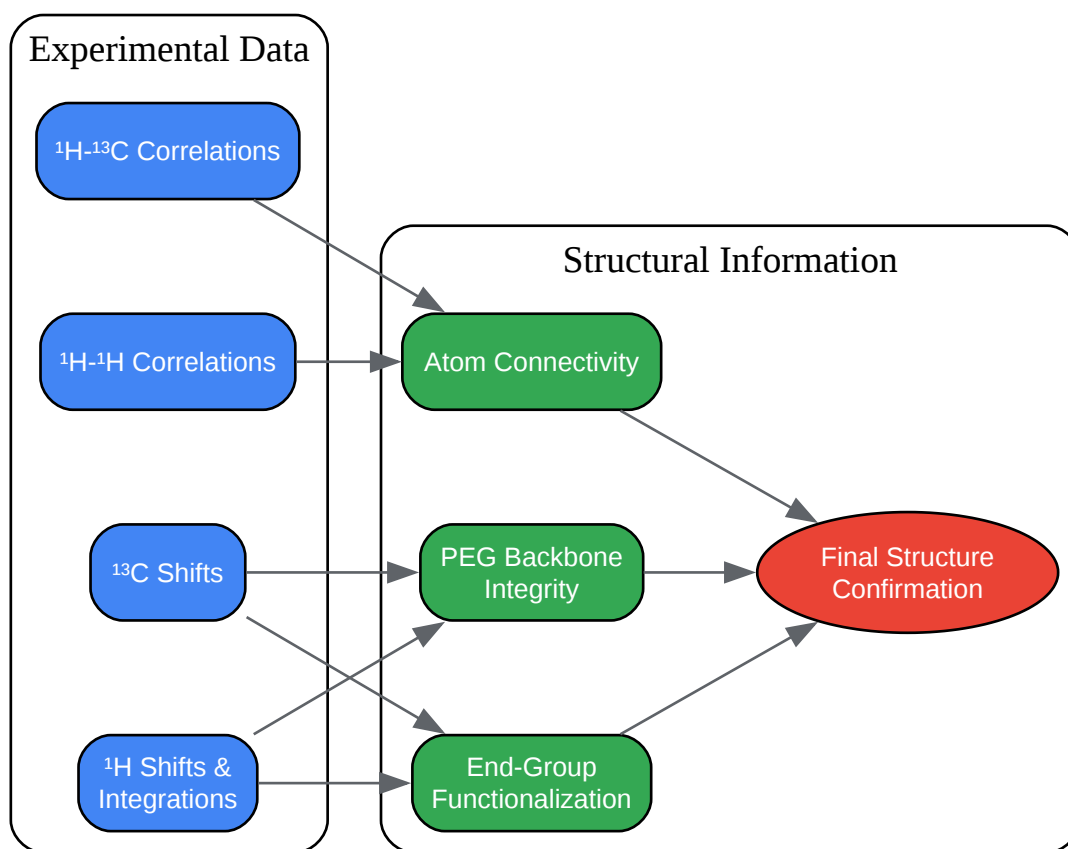 Experimental Data
¹H-¹³C Correlations
¹H-¹H Correlations
¹³C Shifts
¹H Shifts &
Integrations
Structural Information
Atom Connectivity
PEG Backbone
Integrity
End-Group
Functionalization
Final Structure
Confirmation